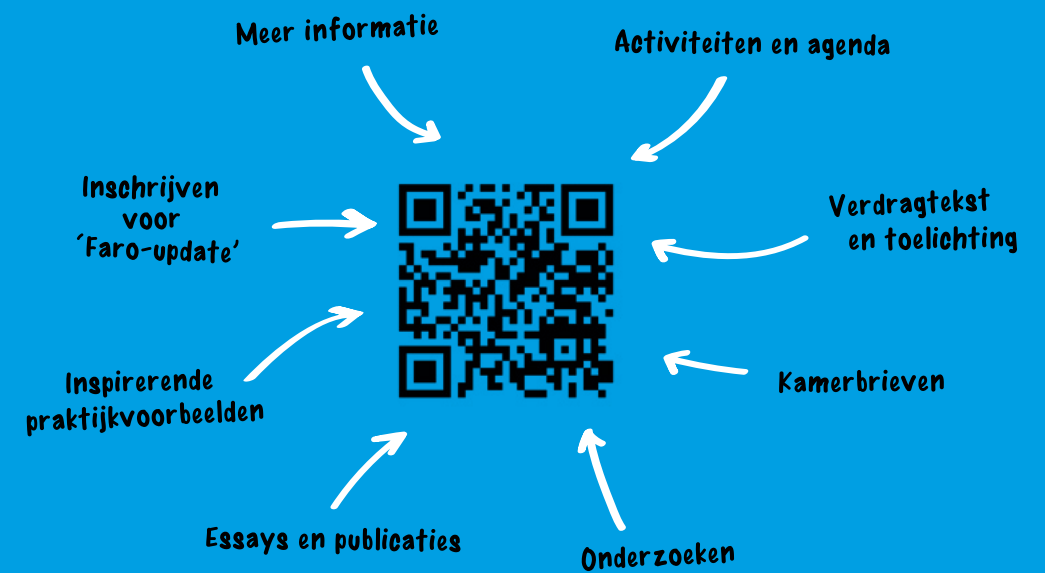 Meer informatie
Activiteiten en agenda
Inschrijven
voor
‘Faro-update’
Verdragtekst
en toelichting
Inspirerende
praktijkvoorbeelden
Kamerbrieven
Essays en publicaties
Onderzoeken